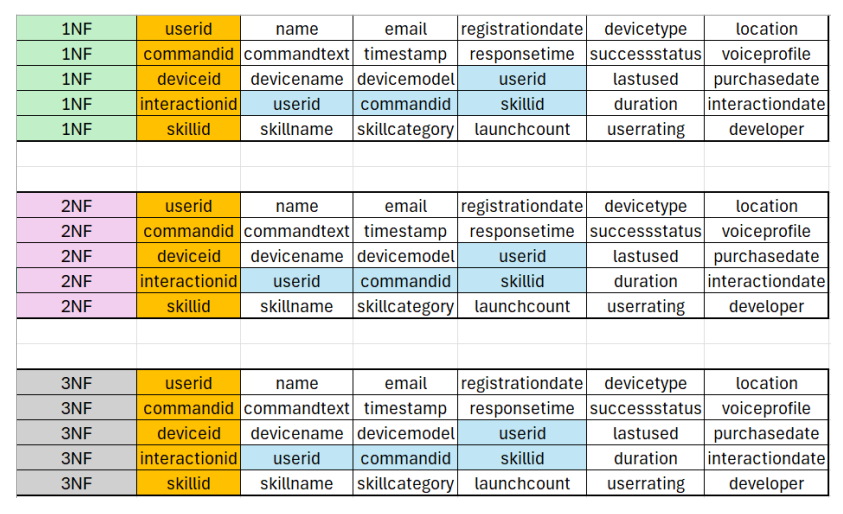 1NF userid name email registrationdate devicetype location
1NF commandid commandtext timestamp responsetime successstatus voiceprofile
1NF deviceid devicename devicemodel userid lastused purchasedate
1NF interactionid userid commandid skillid duration interactiondate
1NF skillid skillname skillcategory launchcount userrating developer
2NF userid name email registrationdate devicetype location
2NF commandid commandtext timestamp responsetime successstatus voiceprofile
2NF deviceid devicename devicemodel userid lastused purchasedate
2NF interactionid userid commandid skillid duration interactiondate
2NF skillid skillname skillcategory launchcount userrating developer
3NF userid name email registrationdate devicetype location
3NF commandid commandtext timestamp responsetime successstatus voiceprofile
3NF deviceid devicename devicemodel userid lastused purchasedate
3NF interactionid userid commandid skillid duration interactiondate
3NF skillid skillname skillcategory launchcount userrating developer